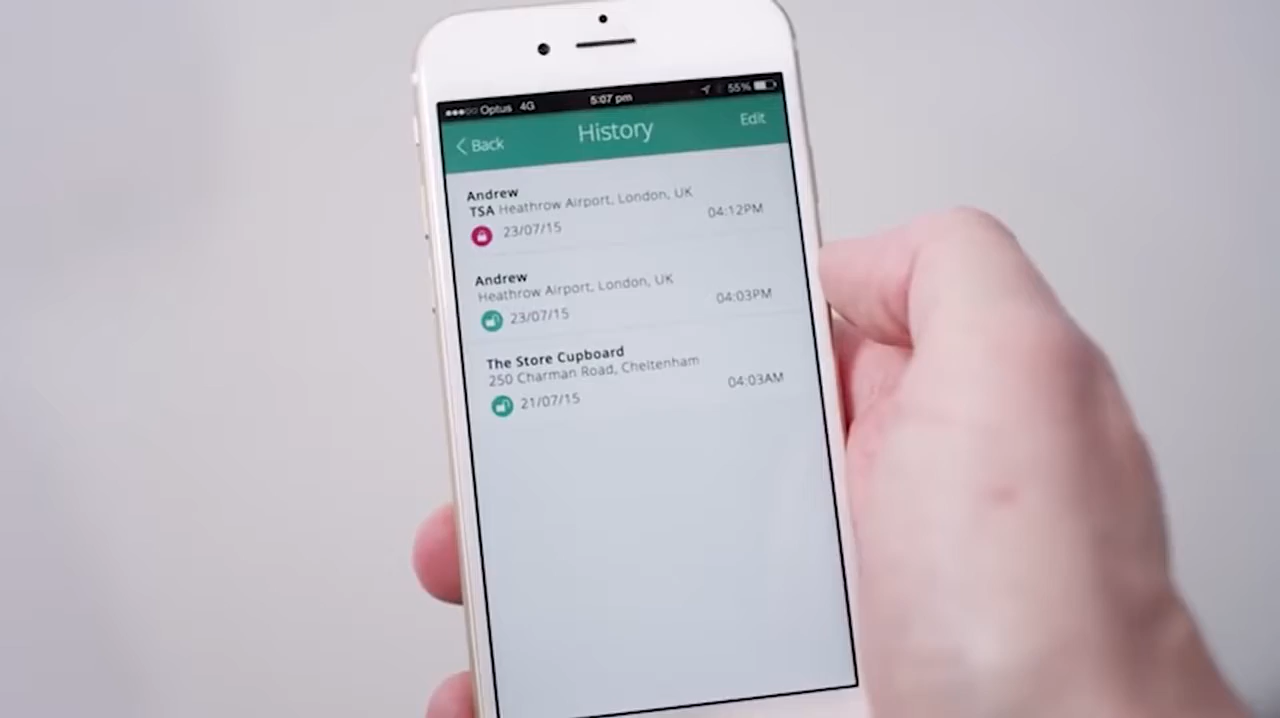 Optus 4G 5:07 pm 55%
Back History Edit
Andrew
TSA Heathrow Airport, London, UK
23/07/15 04:12PM
Andrew
Heathrow Airport, London, UK
23/07/15 04:03PM
The Store Cupboard
250 Charman Road, Cheltenham
21/07/15 04:03AM